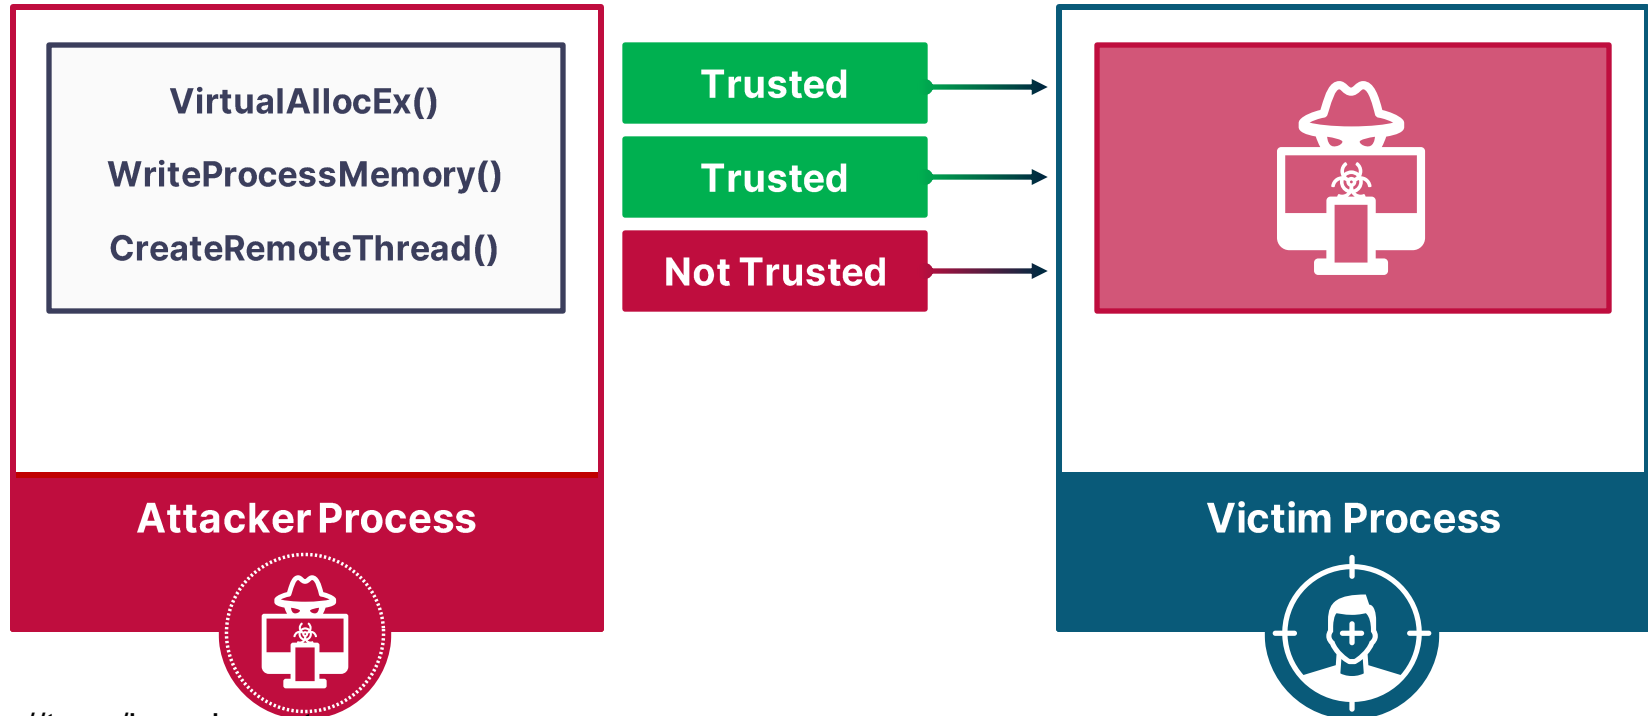 VirtualAllocEx()
WriteProcessMemory()
CreateRemoteThread()
Trusted
Trusted
Not Trusted
Attacker Process
Victim Process